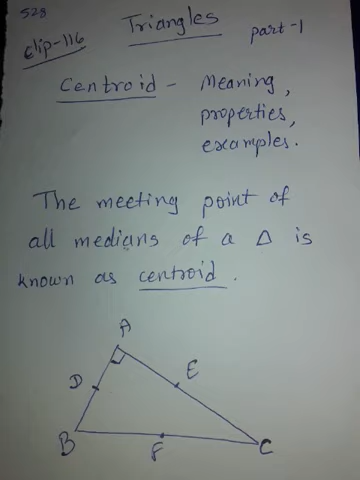 528
Clip-116
Triangles
part-1
Centroid - Meaning,
properties,
examples.
The meeting point of
all medians of a Δ is
known as centroid.
A
D
E
B
F
C